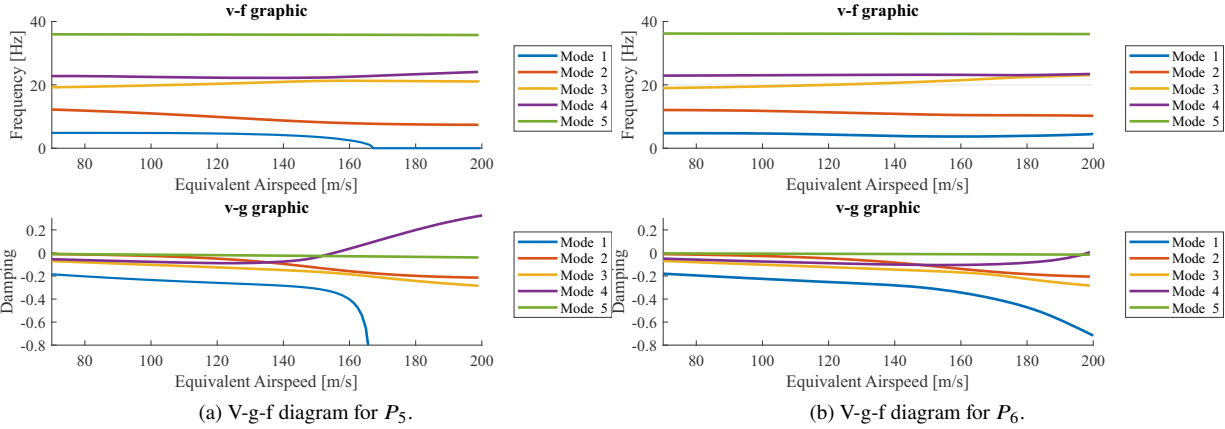 v-f graphic
40
20
0
Frequency [Hz]
80 100 120 140 160 180 200
Equivalent Airspeed [m/s]
Mode 1
Mode 2
Mode 3
Mode 4
Mode 5
v-g graphic
0.2
0
-0.2
-0.4
-0.6
-0.8
Damping
80 100 120 140 160 180 200
Equivalent Airspeed [m/s]
Mode 1
Mode 2
Mode 3
Mode 4
Mode 5
(a) V-g-f diagram for P5.
v-f graphic
40
20
0
Frequency [Hz]
80 100 120 140 160 180 200
Equivalent Airspeed [m/s]
Mode 1
Mode 2
Mode 3
Mode 4
Mode 5
v-g graphic
0.2
0
-0.2
-0.4
-0.6
-0.8
Damping
80 100 120 140 160 180 200
Equivalent Airspeed [m/s]
Mode 1
Mode 2
Mode 3
Mode 4
Mode 5
(b) V-g-f diagram for P6.